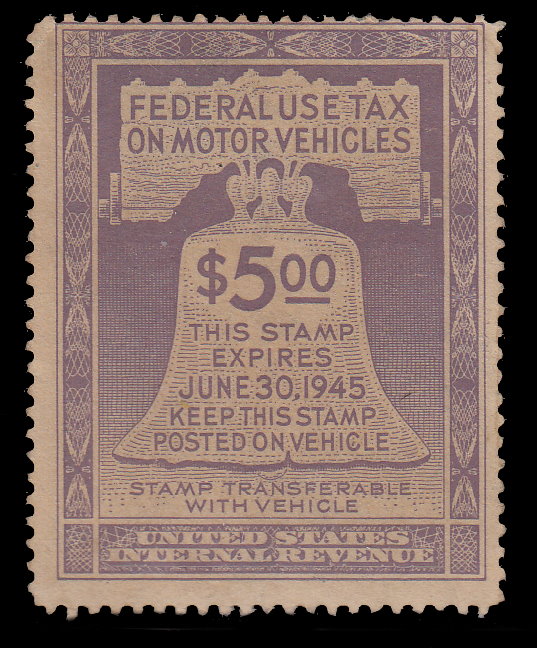 FEDERAL USE TAX
ON MOTOR VEHICLES
$5.00
THIS STAMP
EXPIRES
JUNE 30, 1945
KEEP THIS STAMP
POSTED ON VEHICLE
STAMP TRANSFERABLE
WITH VEHICLE
UNITED STATES
INTERNAL REVENUE